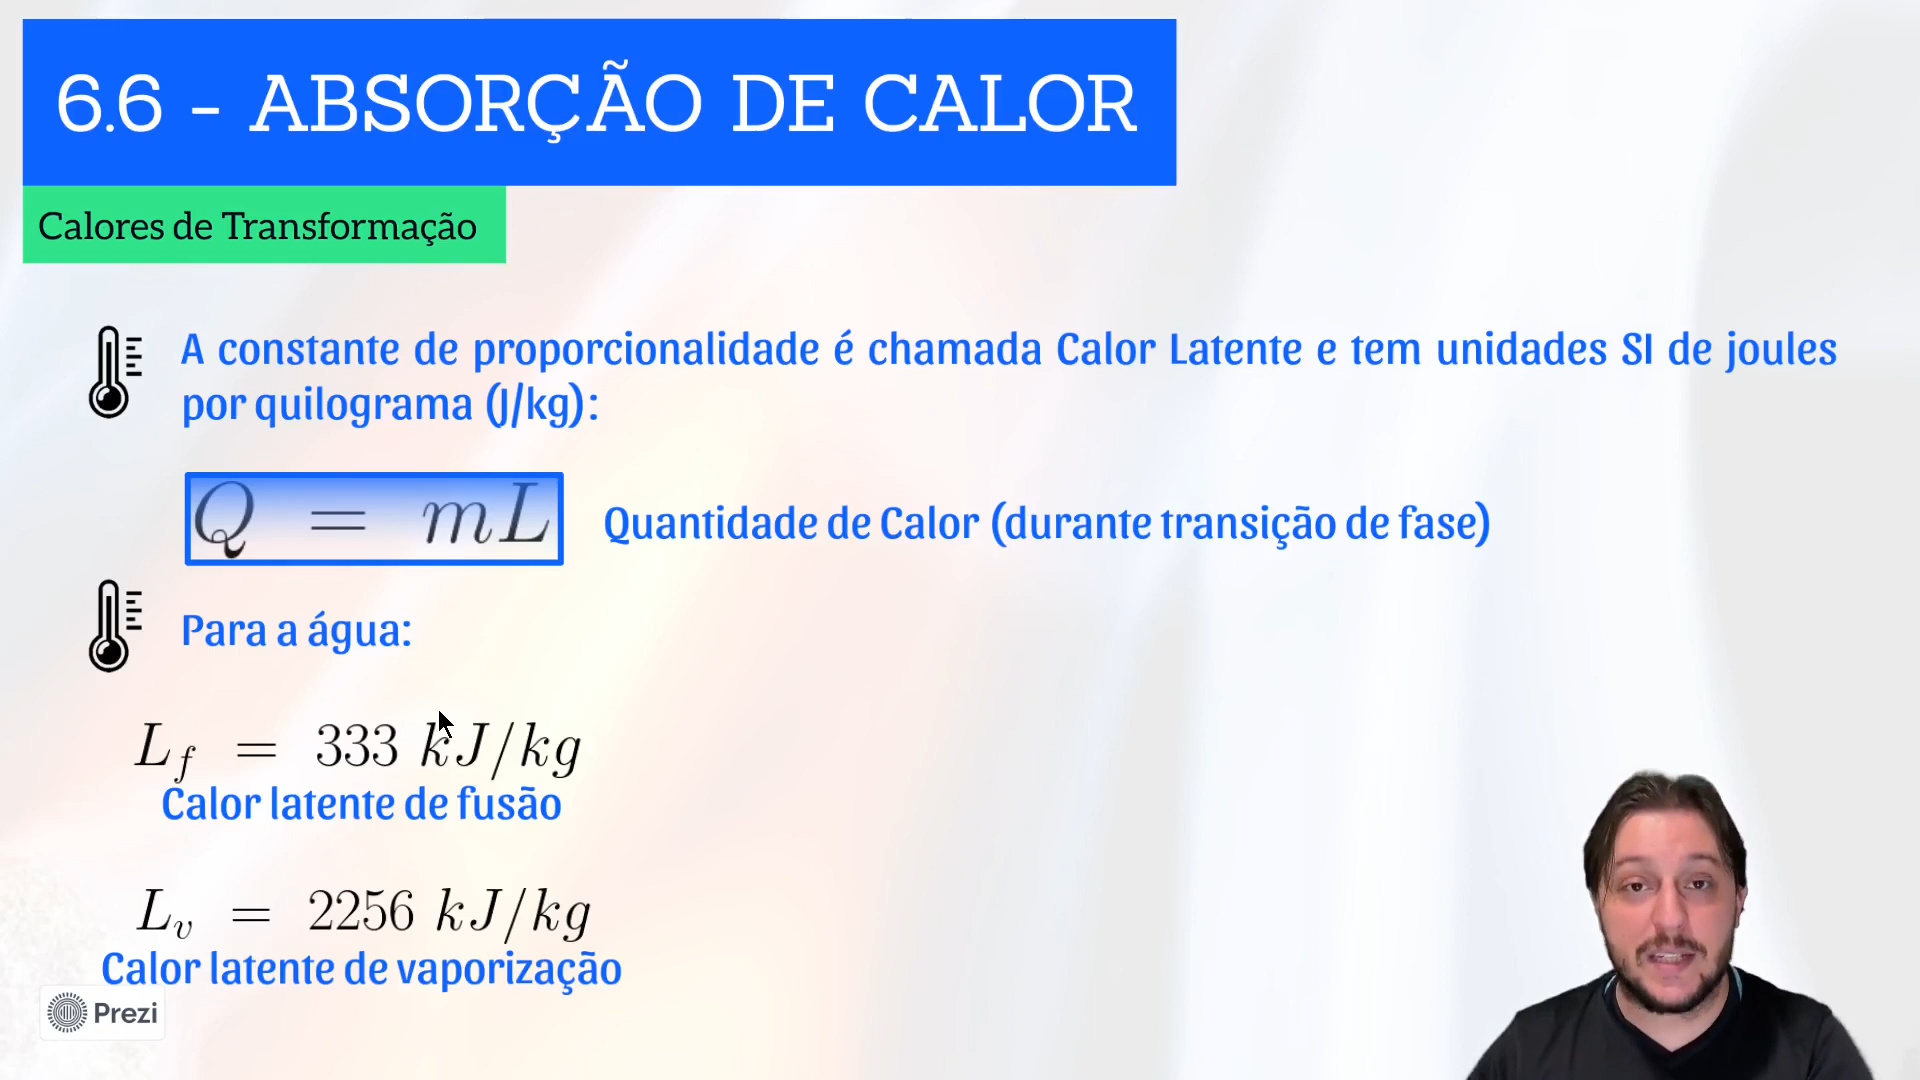 6.6 - ABSORÇÃO DE CALOR
Calores de Transformação
A constante de proporcionalidade é chamada Calor Latente e tem unidades SI de joules
por quilograma (J/kg):
Q = mL
Quantidade de Calor (durante transição de fase)
Para a água:
L_f = 333 kJ/kg
Calor latente de fusão
L_v = 2256 kJ/kg
Calor latente de vaporização
Prezi